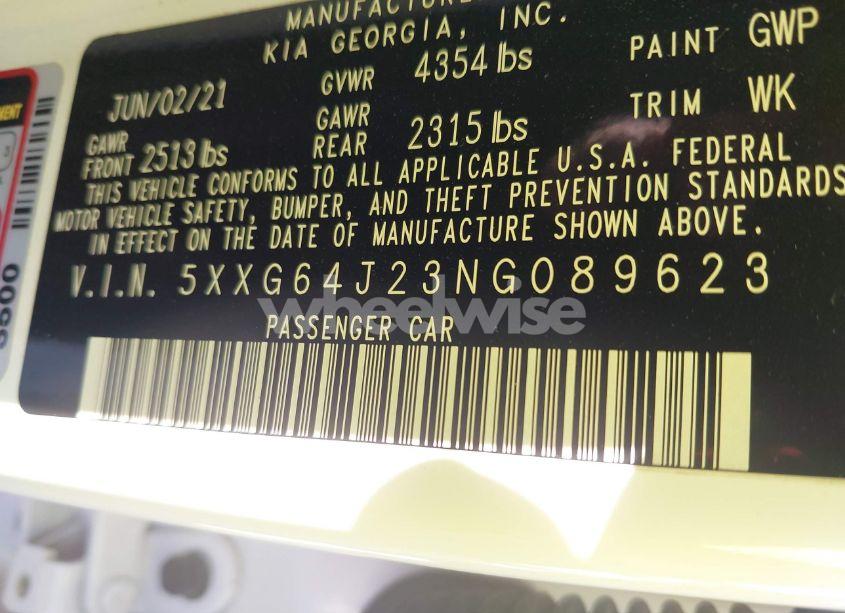 MANUFACTURE
KIA GEORGIA, INC.
JUN/02/21 GVWR 4354 lbs PAINT GWP
GAWR FRONT 2513 lbs GAWR REAR 2315 lbs TRIM WK
THIS VEHICLE CONFORMS TO ALL APPLICABLE U.S.A. FEDERAL
MOTOR VEHICLE SAFETY, BUMPER, AND THEFT PREVENTION STANDARDS
IN EFFECT ON THE DATE OF MANUFACTURE SHOWN ABOVE.
V.I.N. 5XXG64J23NG089623
wheelwise
PASSENGER CAR